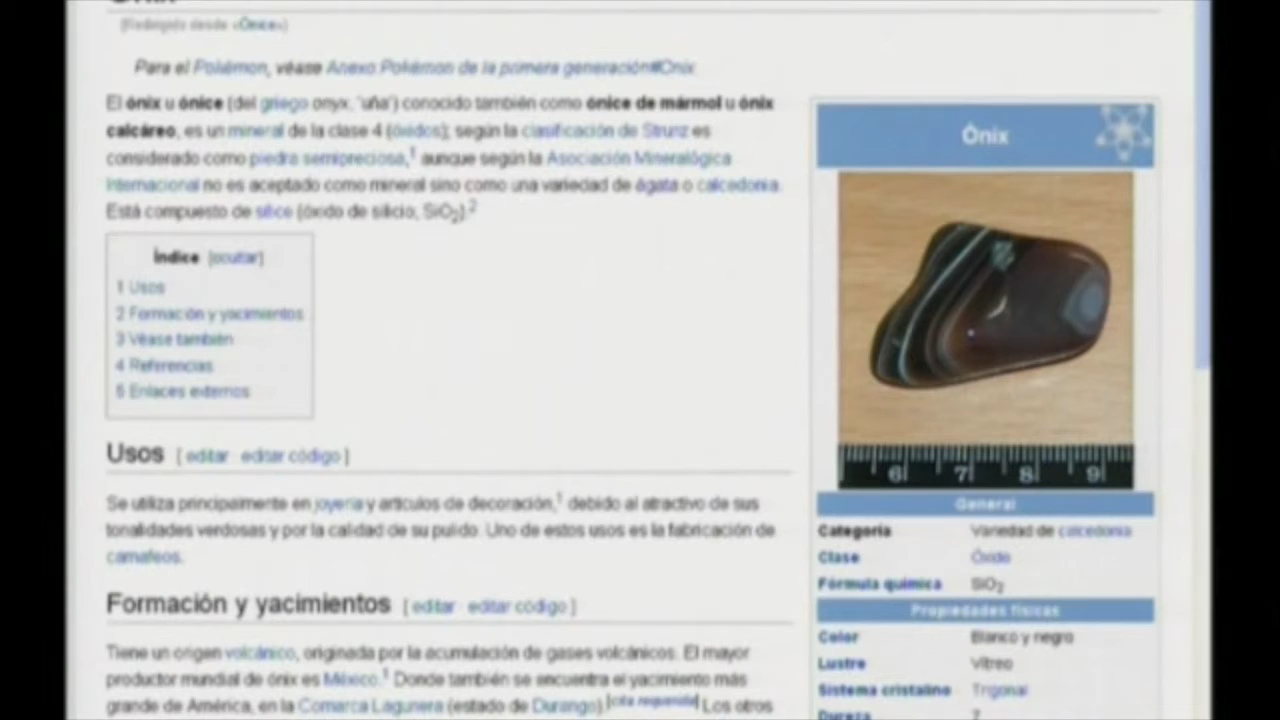 (Redirigido desde «Ónice»)
Para el Pokémon, véase Anexo:Pokémon de la primera generación#Onix
El ónix u ónice (del griego onyx, 'uña') conocido también como ónice de mármol u ónix
calcáreo, es un mineral de la clase 4 (óxidos); según la clasificación de Strunz es
considerado como piedra semipreciosa,1 aunque según la Asociación Mineralógica
Internacional no es aceptado como mineral sino como una variedad de ágata o calcedonia.
Está compuesto de sílice (óxido de silicio, SiO2).2
Índice [ocultar]
1 Usos
2 Formación y yacimientos
3 Véase también
4 Referencias
5 Enlaces externos
Usos [ editar · editar código ]
Se utiliza principalmente en joyería y artículos de decoración,1 debido al atractivo de sus
tonalidades verdosas y por la calidad de su pulido. Uno de estos usos es la fabricación de
camafeos.
Formación y yacimientos [ editar · editar código ]
Tiene un origen volcánico, originada por la acumulación de gases volcánicos. El mayor
productor mundial de ónix es México.1 Donde también se encuentra el yacimiento más
grande de América, en la Comarca Lagunera (estado de Durango).[cita requerida] Los otros
Ónix
6 7 8 9
General
Categoría Variedad de calcedonia
Clase Óxido
Fórmula química SiO2
Propiedades físicas
Color Blanco y negro
Lustre Vítreo
Sistema cristalino Trigonal
Dureza 7